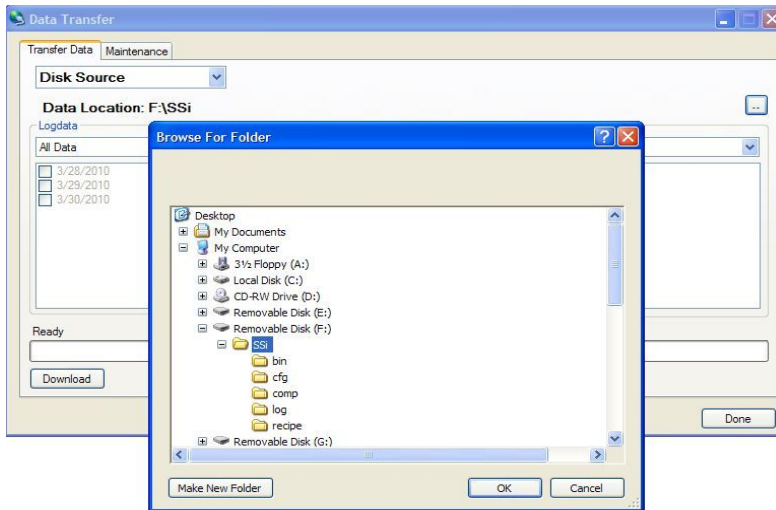 Data Transfer
Transfer Data Maintenance
Disk Source
Data Location: F:\SSi
..
Logdata
All Data
3/28/2010
3/29/2010
3/30/2010
Ready
Download
Done
Browse For Folder
Desktop
My Documents
My Computer
3½ Floppy (A:)
Local Disk (C:)
CD-RW Drive (D:)
Removable Disk (E:)
Removable Disk (F:)
SSi
bin
cfg
comp
log
recipe
Removable Disk (G:)
Make New Folder OK Cancel